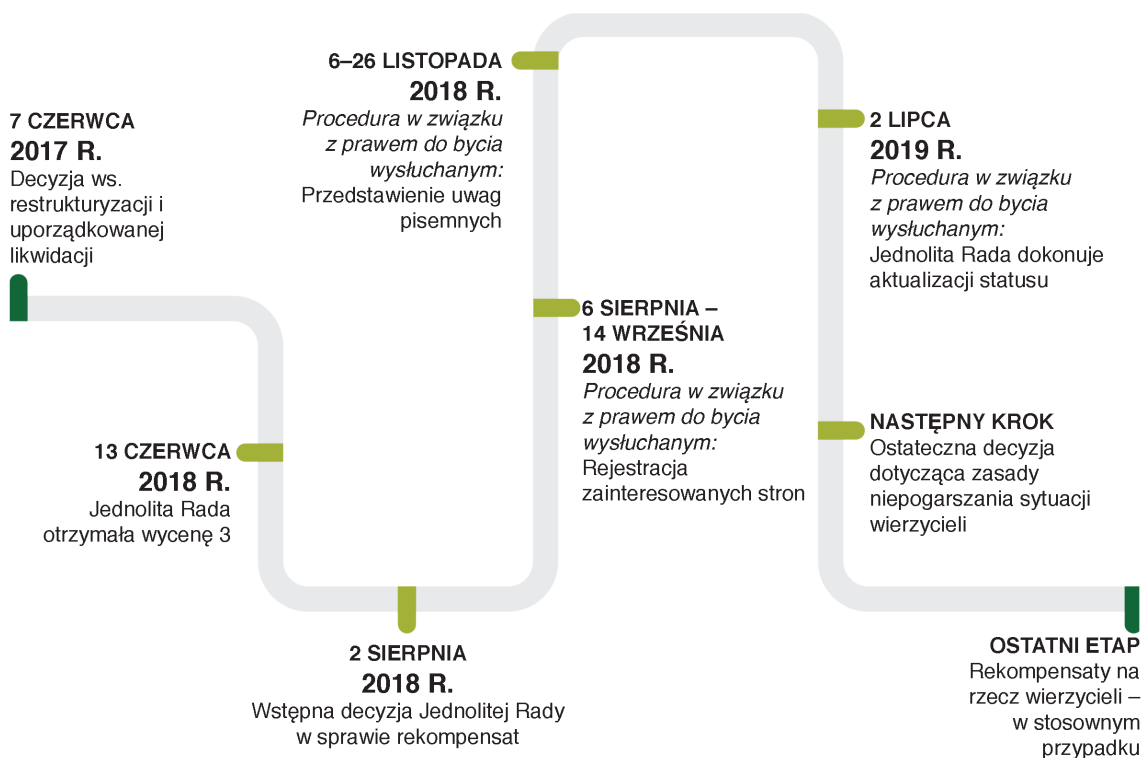 7 CZERWCA
2017 R.
Decyzja ws.
restrukturyzacji i
uporządkowanej
likwidacji
13 CZERWCA
2018 R.
Jednolita Rada
otrzymała wycenę 3
2 SIERPNIA
2018 R.
Wstępna decyzja Jednolitej Rady
w sprawie rekompensat
6 SIERPNIA –
14 WRZEŚNIA
2018 R.
Procedura w związku
z prawem do bycia
wysłuchanym:
Rejestracja
zainteresowanych stron
6–26 LISTOPADA
2018 R.
Procedura w związku
z prawem do bycia
wysłuchanym:
Przedstawienie uwag
pisemnych
2 LIPCA
2019 R.
Procedura w związku
z prawem do bycia
wysłuchanym:
Jednolita Rada dokonuje
aktualizacji statusu
NASTĘPNY KROK
Ostateczna decyzja
dotycząca zasady
niepogarszania sytuacji
wierzycieli
OSTATNI ETAP
Rekompensaty na
rzecz wierzycieli –
w stosownym
przypadku